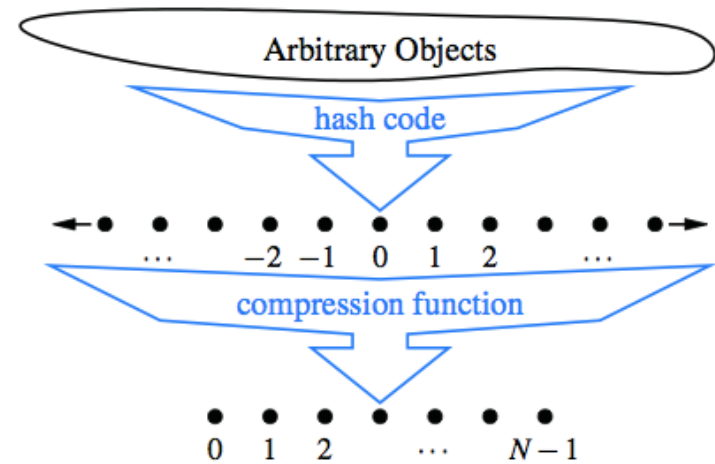 Arbitrary Objects
hash code
⋯ −2 −1 0 1 2 ⋯
compression function
0 1 2 ⋯ N − 1